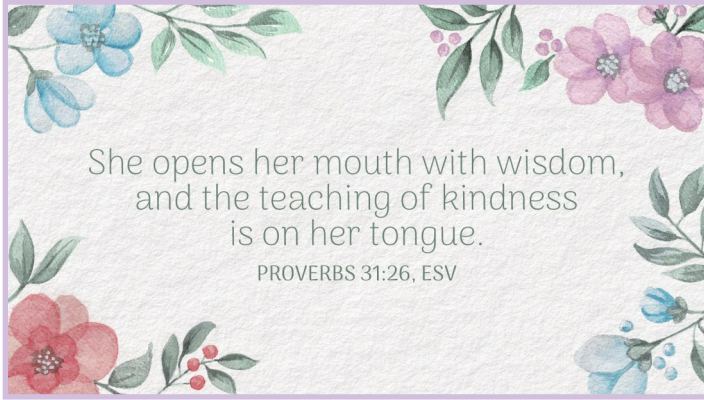 She opens her mouth with wisdom,
and the teaching of kindness
is on her tongue.
PROVERBS 31:26, ESV